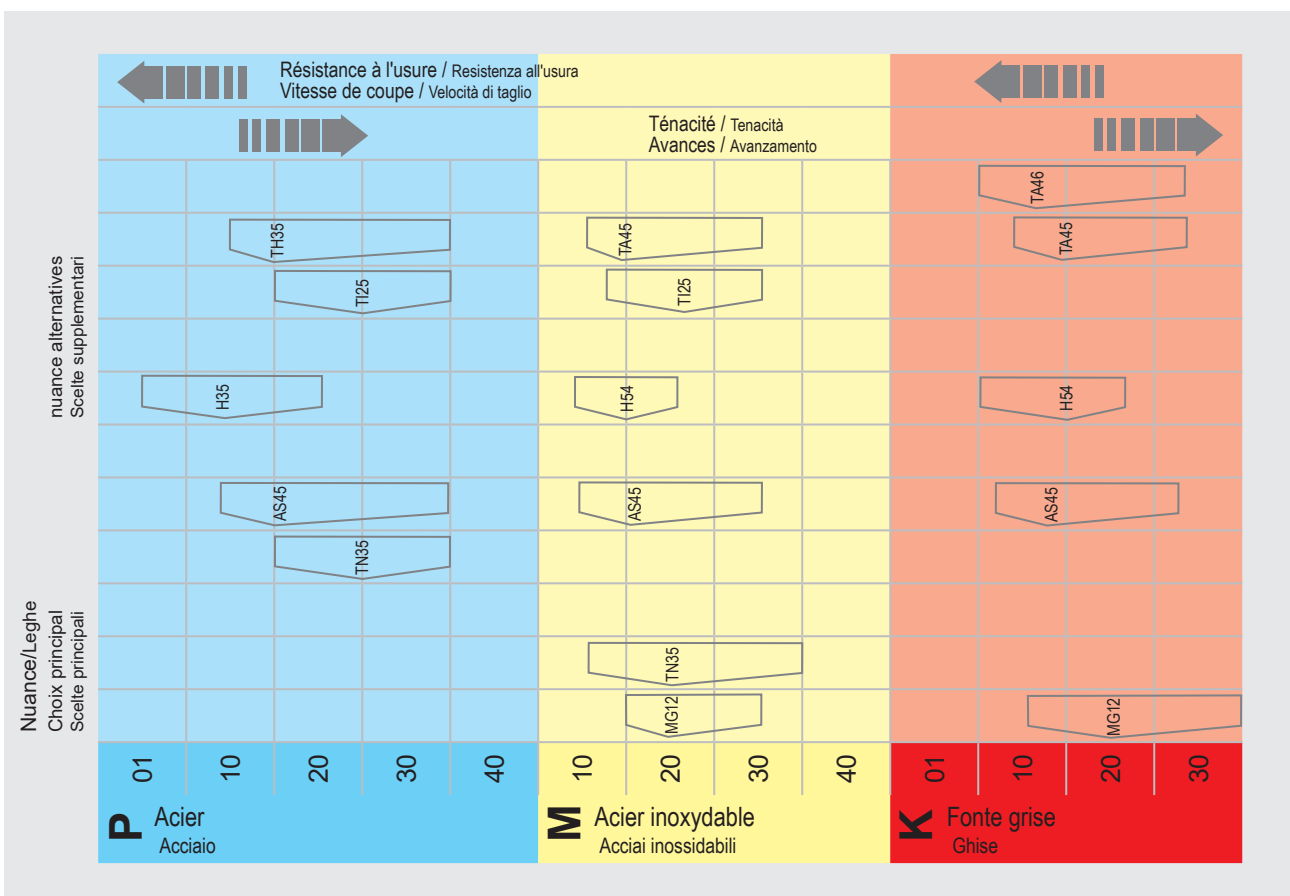 Résistance à l'usure / Resistenza all'usura
Vitesse de coupe / Velocità di taglio
Ténacité / Tenacità
Avances / Avanzamento
nuance alternatives
Scelte supplementari
TA46
TH35
TA45
TA45
TI25
TI25
H35
H54
H54
AS45
AS45
AS45
TN35
Nuance/Leghe
Choix principal
Scelte principali
TN35
MG12
MG12
01 10 20 30 40 10 20 30 40 01 10 20 30
P Acier
Acciaio
M Acier inoxydable
Acciai inossidabili
K Fonte grise
Ghise